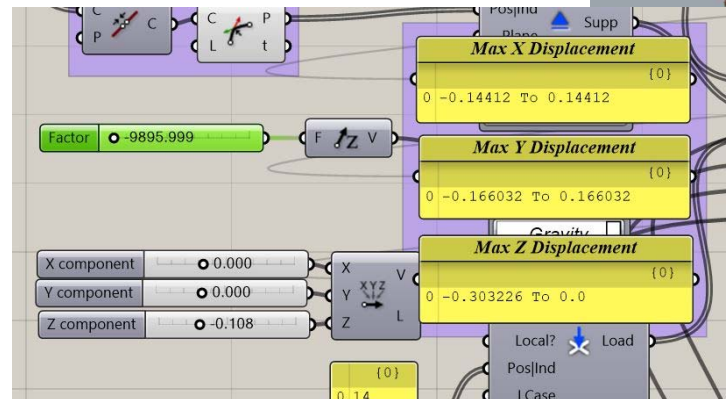 C
P
C
C
L
P
t
Pos|Ind
Plane
Supp
Max X Displacement
{0}
0 -0.14412 To 0.14412
Factor
-9895.999
F
Z
V
Max Y Displacement
{0}
0 -0.166032 To 0.166032
Gravity
Max Z Displacement
{0}
0 -0.303226 To 0.0
X component
0.000
Y component
0.000
Z component
-0.108
X
Y
Z
XYZ
V
L
Local?
Pos|Ind
LCase
Load
{0}
0.14